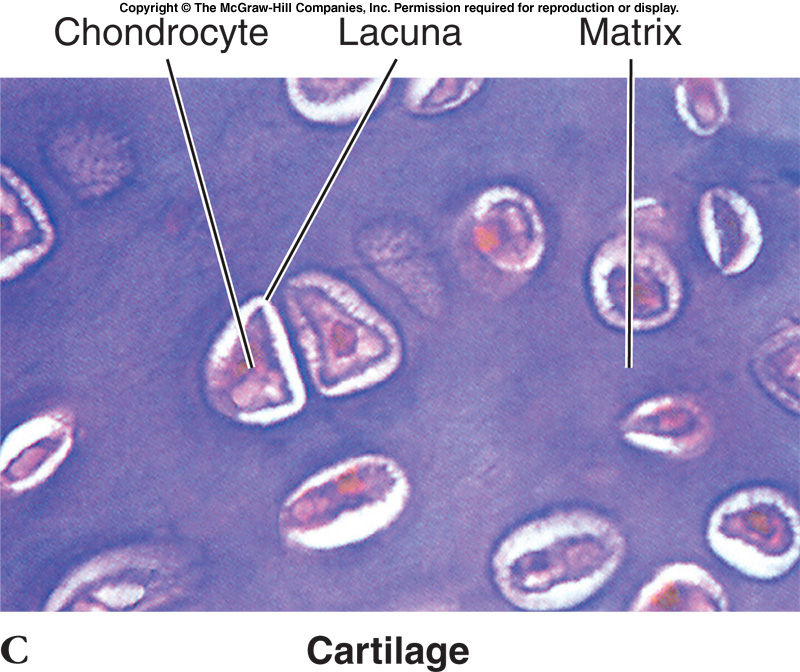 Copyright © The McGraw-Hill Companies, Inc. Permission required for reproduction or display.
Chondrocyte Lacuna Matrix
C Cartilage